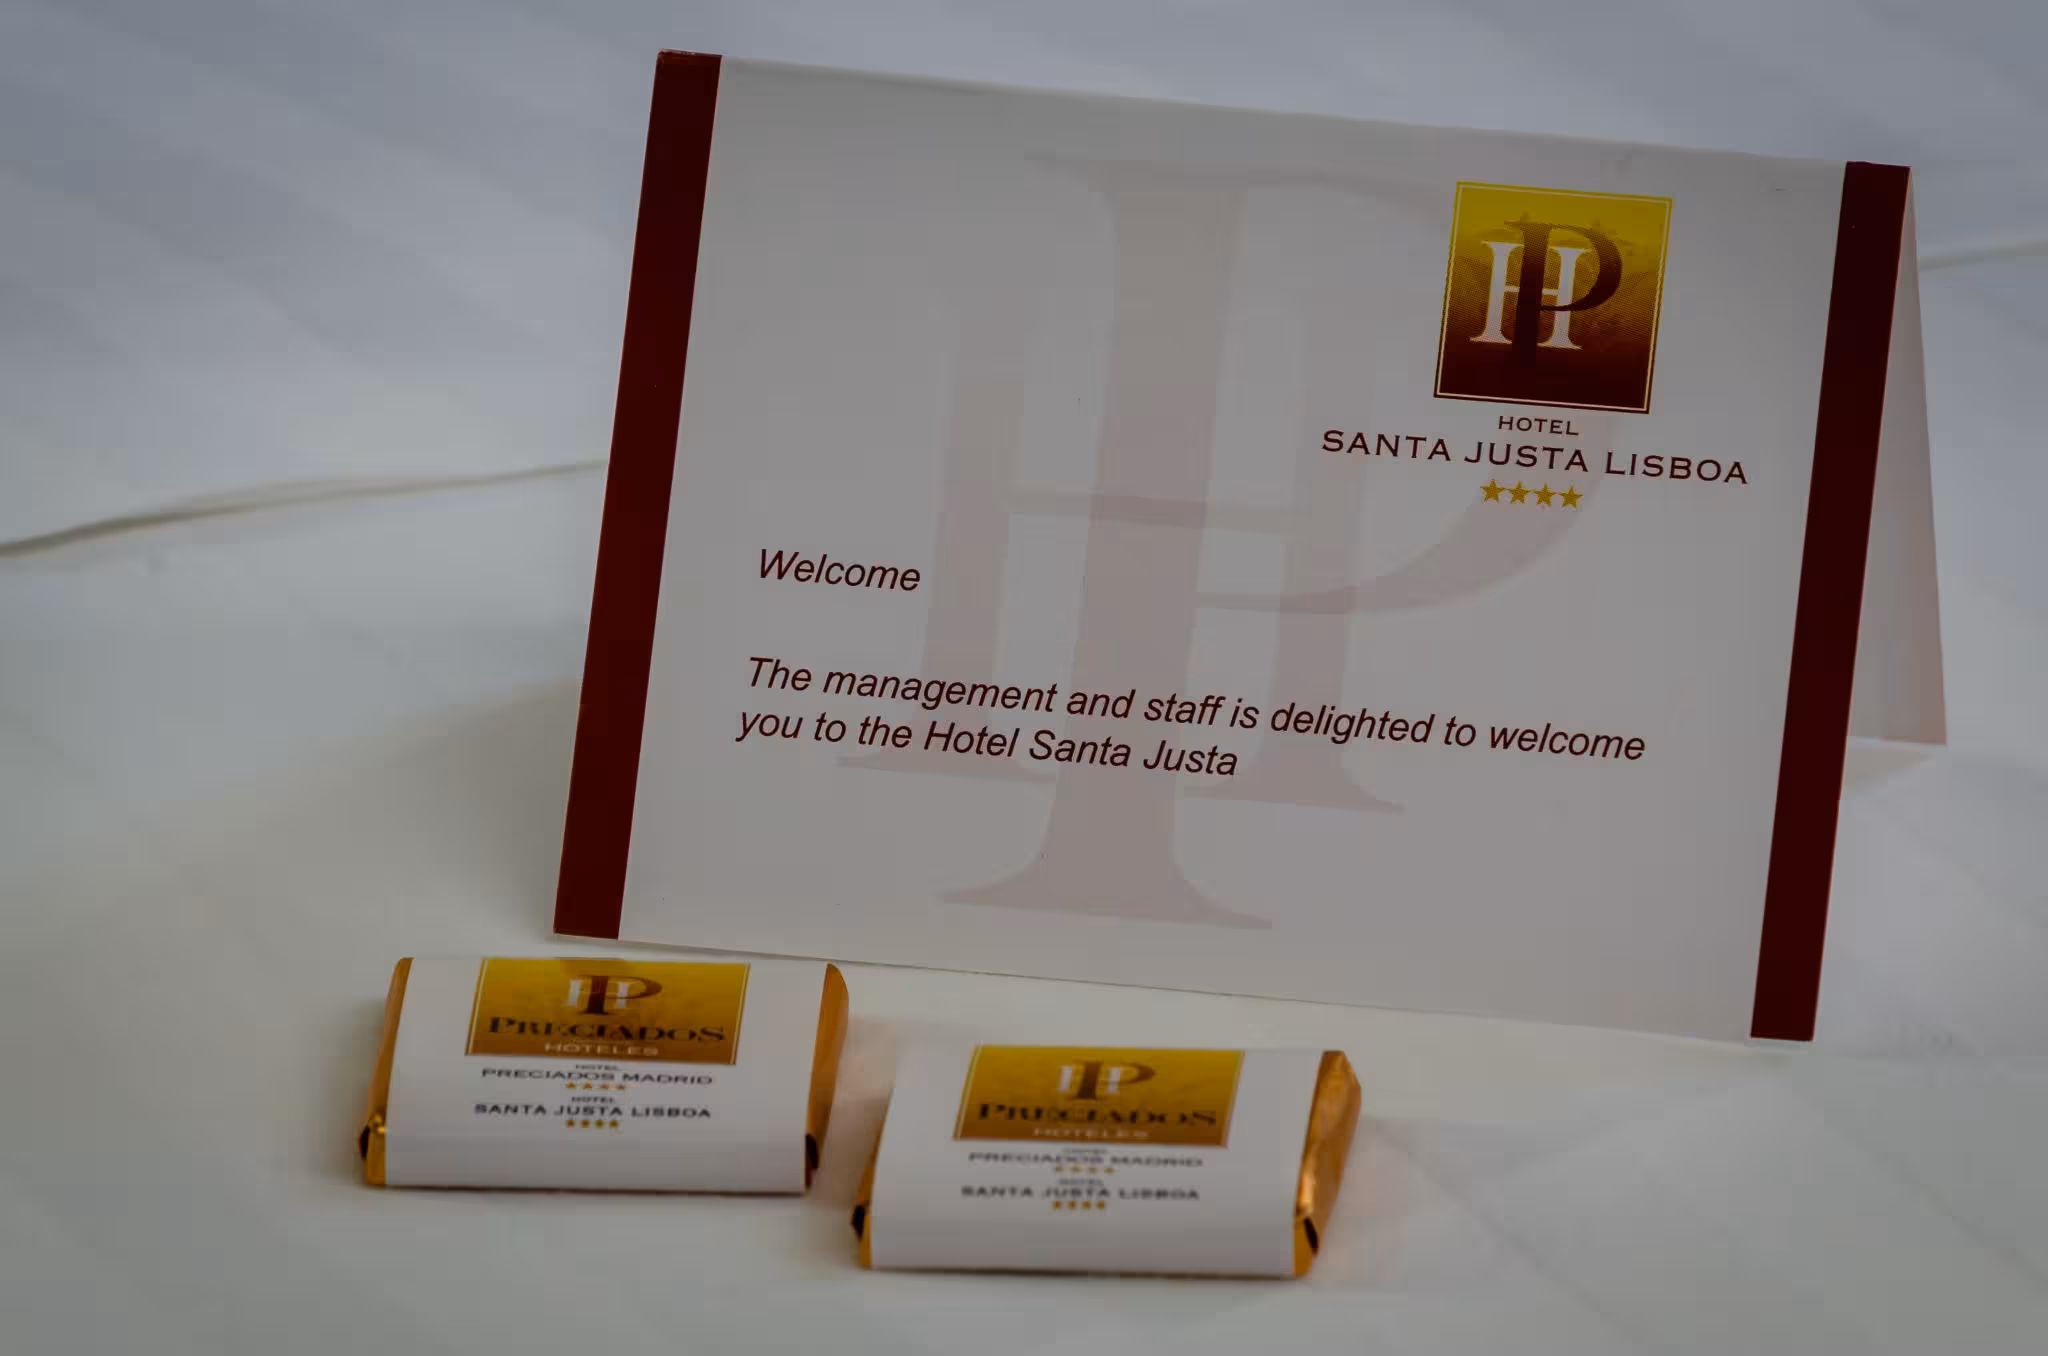 HP
HOTEL
SANTA JUSTA LISBOA
Welcome
The management and staff is delighted to welcome
you to the Hotel Santa Justa
HP
PRECIADOS
HOTELES
HOTEL
PRECIADOS MADRID
HOTEL
SANTA JUSTA LISBOA
HP
PRECIADOS
HOTELES
HOTEL
PRECIADOS MADRID
HOTEL
SANTA JUSTA LISBOA